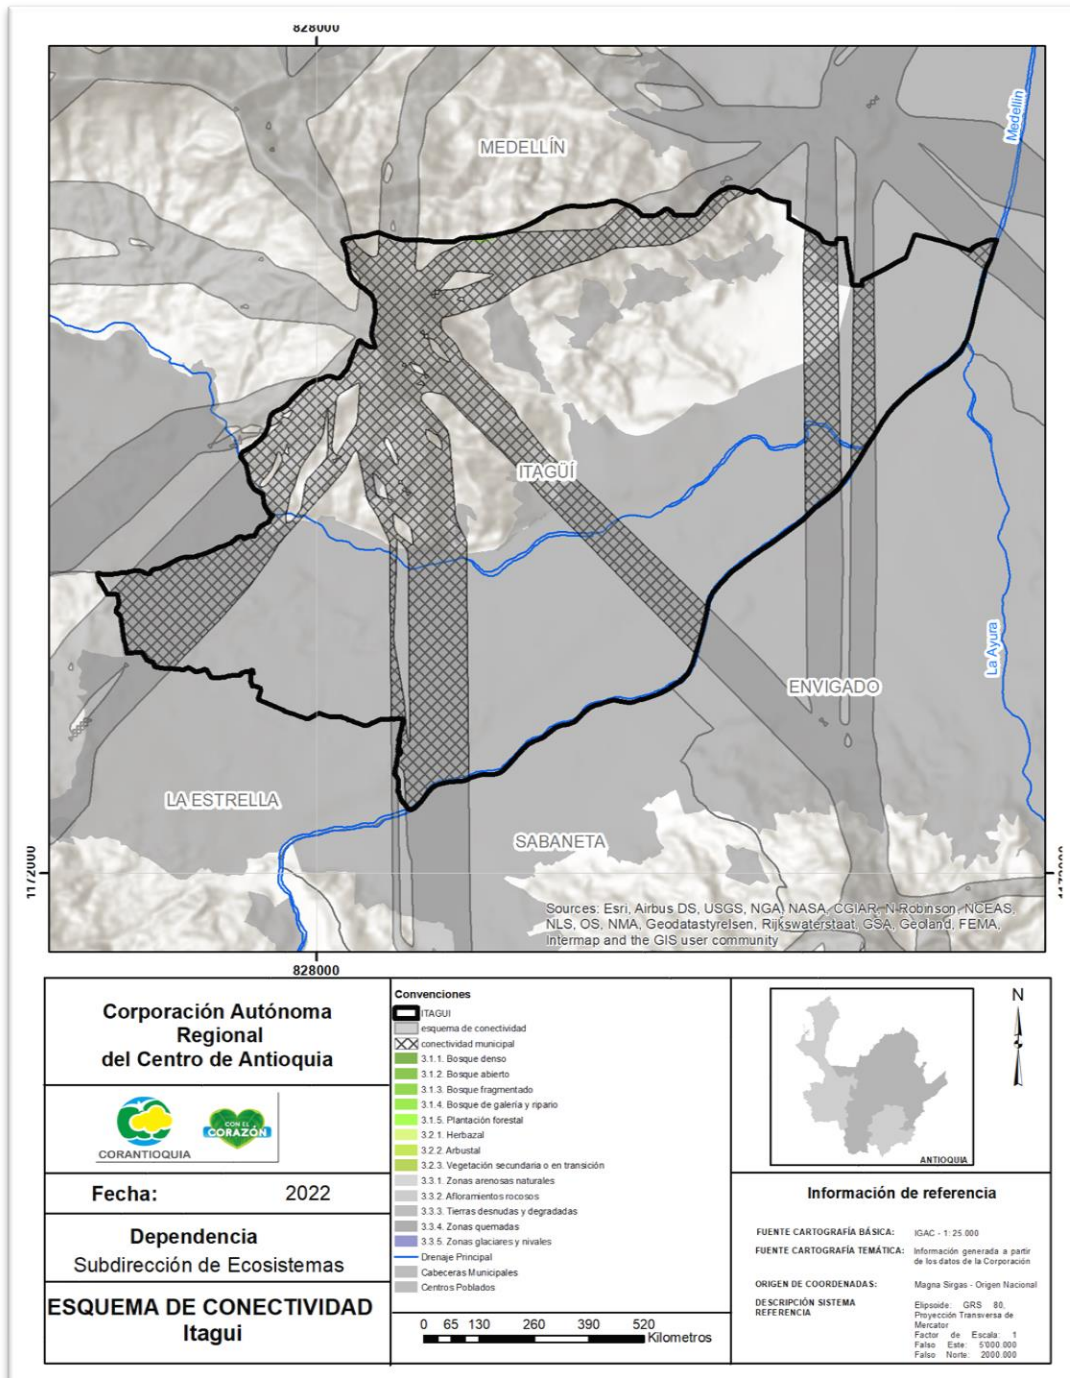 828000
MEDELLÍN
Medellin
ITAGÜÍ
La Ayura
ENVIGADO
LA ESTRELLA
SABANETA
1172000
Sources: Esri, Airbus DS, USGS, NGA, NASA, CGIAR, N Robinson, NCEAS,
NLS, OS, NMA, Geodatastyrelsen, Rijkswaterstaat, GSA, Geoland, FEMA,
Intermap and the GIS user community
828000
Corporación Autónoma
Regional
del Centro de Antioquia
CORANTIOQUIA
CON EL
CORAZÓN
Fecha: 2022
Dependencia
Subdirección de Ecosistemas
ESQUEMA DE CONECTIVIDAD
Itagui
Convenciones
ITAGUI
esquema de conectividad
conectividad municipal
3.1.1. Bosque denso
3.1.2. Bosque abierto
3.1.3. Bosque fragmentado
3.1.4. Bosque de galería y ripario
3.1.5. Plantación forestal
3.2.1. Herbazal
3.2.2. Arbustal
3.2.3. Vegetación secundaria o en transición
3.3.1. Zonas arenosas naturales
3.3.2. Afloramientos rocosos
3.3.3. Tierras desnudas y degradadas
3.3.4. Zonas quemadas
3.3.5. Zonas glaciares y nivales
Drenaje Principal
Cabeceras Municipales
Centros Poblados
0 65 130 260 390 520
Kilometros
N
ANTIOQUIA
Información de referencia
FUENTE CARTOGRAFÍA BÁSICA: IGAC - 1: 25.000
FUENTE CARTOGRAFÍA TEMÁTICA: Información generada a partir
de los datos de la Corporación
ORIGEN DE COORDENADAS: Magna Sirgas - Origen Nacional
DESCRIPCIÓN SISTEMA
REFERENCIA
Elipsoide: GRS 80,
Proyección Transversa de
Mercator
Factor de Escala: 1
Falso Este: 5'000.000
Falso Norte: 2000.000